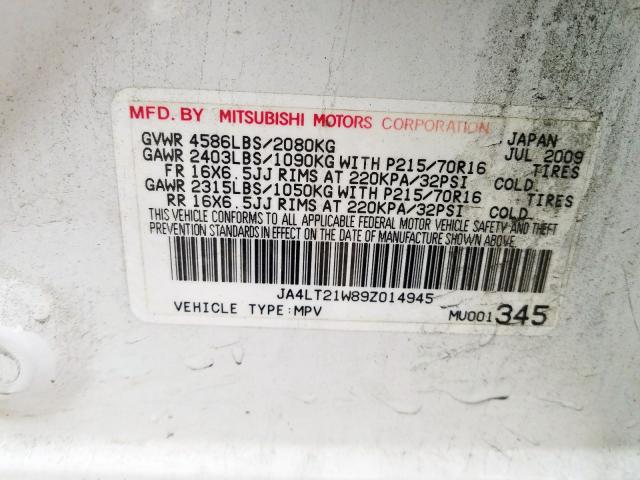 MFD. BY MITSUBISHI MOTORS CORPORATION
GVWR 4586LBS/2080KG JAPAN
GAWR 2403LBS/1090KG WITH P215/70R16 JUL 2009
FR 16X6.5JJ RIMS AT 220KPA/32PSI TIRES COLD.
GAWR 2315LBS/1050KG WITH P215/70R16 TIRES
RR 16X6.5JJ RIMS AT 220KPA/32PSI COLD.
THIS VEHICLE CONFORMS TO ALL APPLICABLE FEDERAL MOTOR VEHICLE SAFETY AND THEFT
PREVENTION STANDARDS IN EFFECT ON THE DATE OF MANUFACTURE SHOWN ABOVE.
JA4LT21W89Z014945
VEHICLE TYPE:MPV MU001345